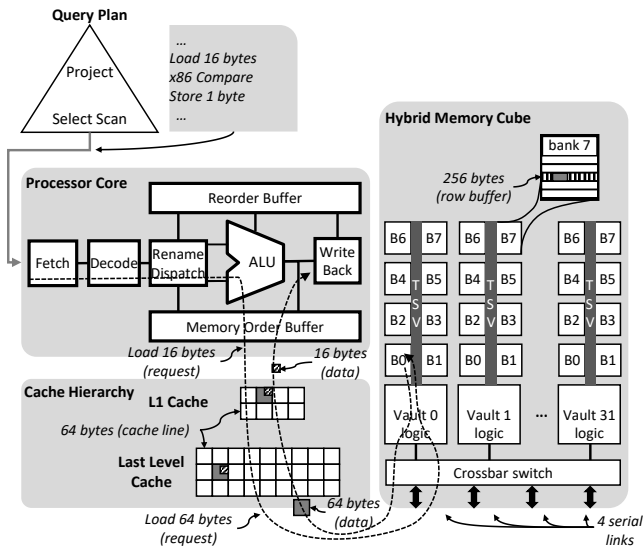 Query Plan
Project
Select Scan
...
Load 16 bytes
x86 Compare
Store 1 byte
...
Processor Core
Reorder Buffer
Fetch
Decode
Rename
Dispatch
ALU
Write
Back
Memory Order Buffer
Load 16 bytes
(request)
16 bytes
(data)
Cache Hierarchy
L1 Cache
64 bytes (cache line)
Last Level
Cache
Load 64 bytes
(request)
64 bytes
(data)
Hybrid Memory Cube
bank 7
256 bytes
(row buffer)
B6 B7 B6 B7 B6 B7
B4 B5 B4 B5 B4 B5
B2 B3 B2 B3 B2 B3
B0 B1 B0 B1 B0 B1
TSV TSV TSV
Vault 0
logic
Vault 1
logic
...
Vault 31
logic
Crossbar switch
4 serial
links